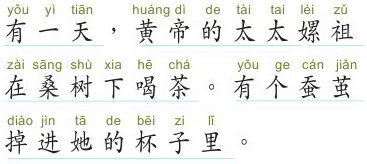 yǒu yì tiān huáng dì de tài tai léi zǔ
有一天，黄帝的太太嫘祖
zài sāng shù xia hē chá yǒu ge cán jiǎn
在桑树下喝茶。有个蚕茧
diào jìn tā de bēi zi lǐ
掉进她的杯子里。